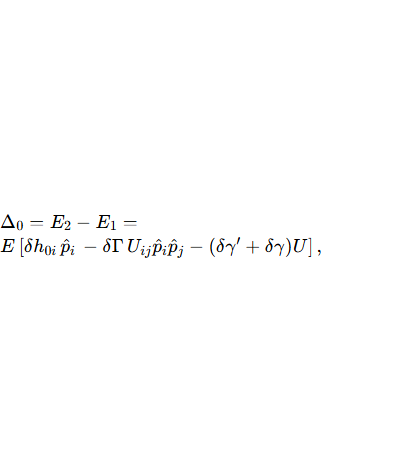 Δ₀ = E₂ − E₁ =
E [δh₀ᵢ p̂ᵢ − δΓ Uᵢⱼp̂ᵢp̂ⱼ − (δγ′ + δγ)U] ,